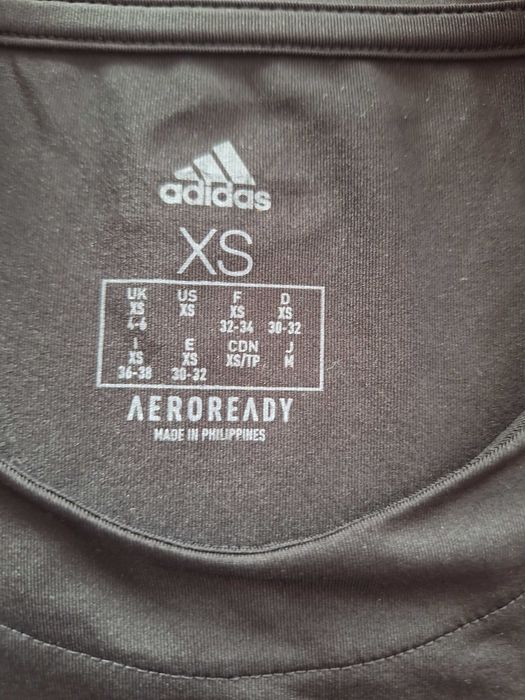 adidas
XS
UK US F D
XS XS XS XS
4-6 32-34 30-32
I E CDN J
XS XS XS/TP M
36-38 30-32
AEROREADY
MADE IN PHILIPPINES